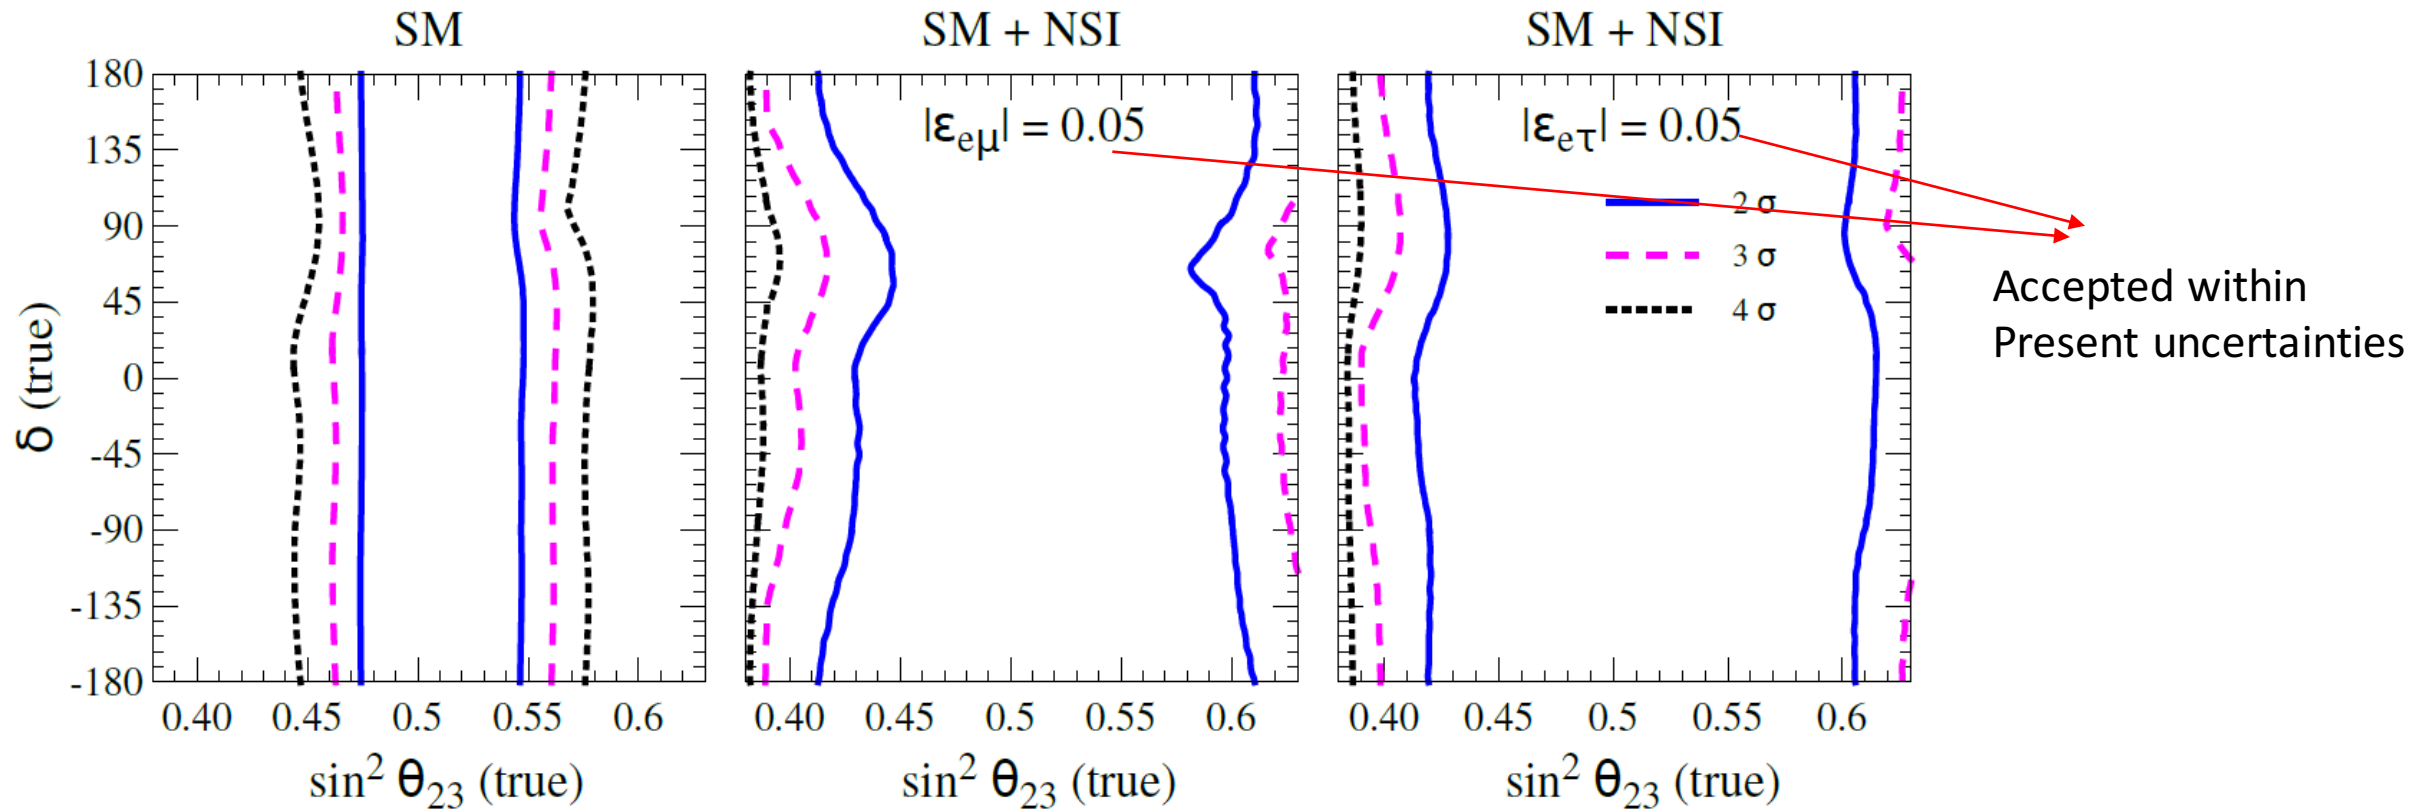 SM
SM + NSI
SM + NSI
|εeμ| = 0.05
|εeτ| = 0.05
2 σ
3 σ
4 σ
Accepted within
Present uncertainties
δ (true)
180
135
90
45
0
-45
-90
-135
-180
0.40 0.45 0.5 0.55 0.6
0.40 0.45 0.5 0.55 0.6
0.40 0.45 0.5 0.55 0.6
sin² θ₂₃ (true)
sin² θ₂₃ (true)
sin² θ₂₃ (true)